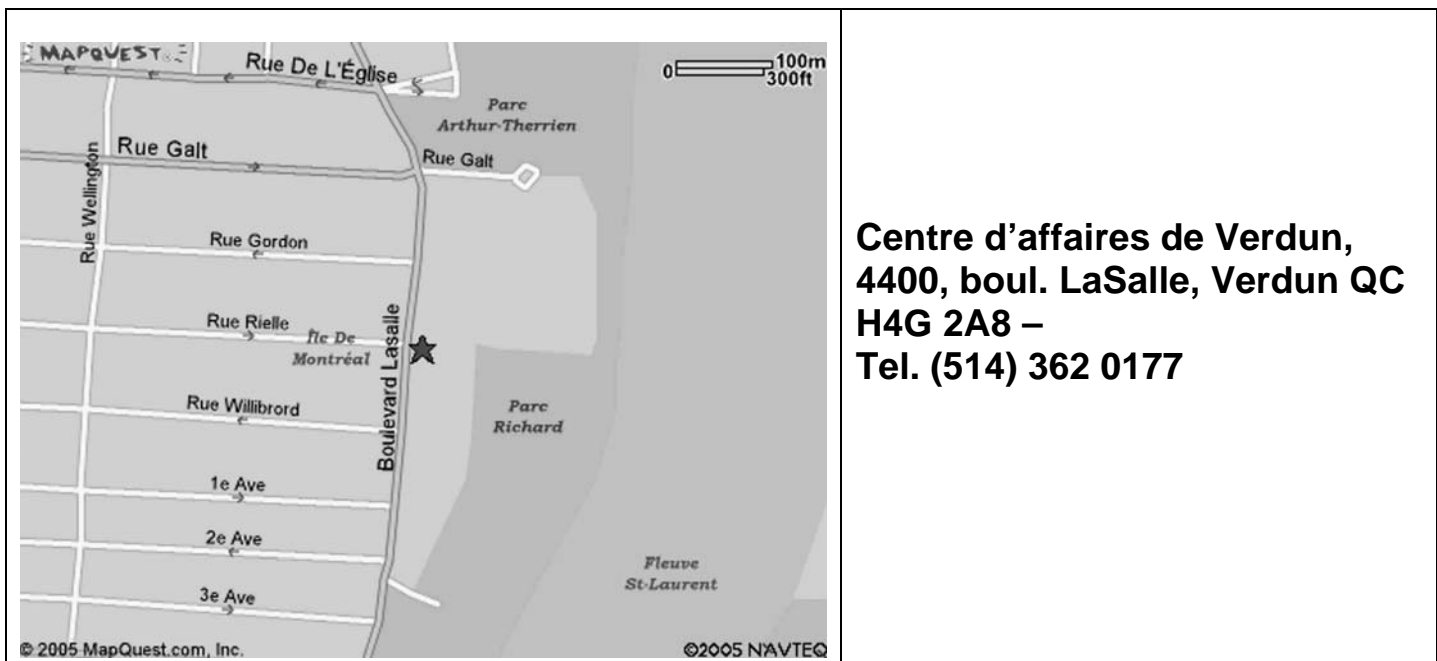 MAPQUEST
Rue De L'Église
0 100m
300ft
Parc
Arthur-Therrien
Rue Galt
Rue Galt
Rue Wellington
Rue Gordon
Rue Rielle
Île De
Montréal
Boulevard Lasalle
Rue Willibrord
Parc
Richard
1e Ave
2e Ave
Fleuve
St-Laurent
3e Ave
© 2005 MapQuest.com, Inc.
©2005 NAVTEQ
Centre d’affaires de Verdun,
4400, boul. LaSalle, Verdun QC
H4G 2A8 –
Tel. (514) 362 0177